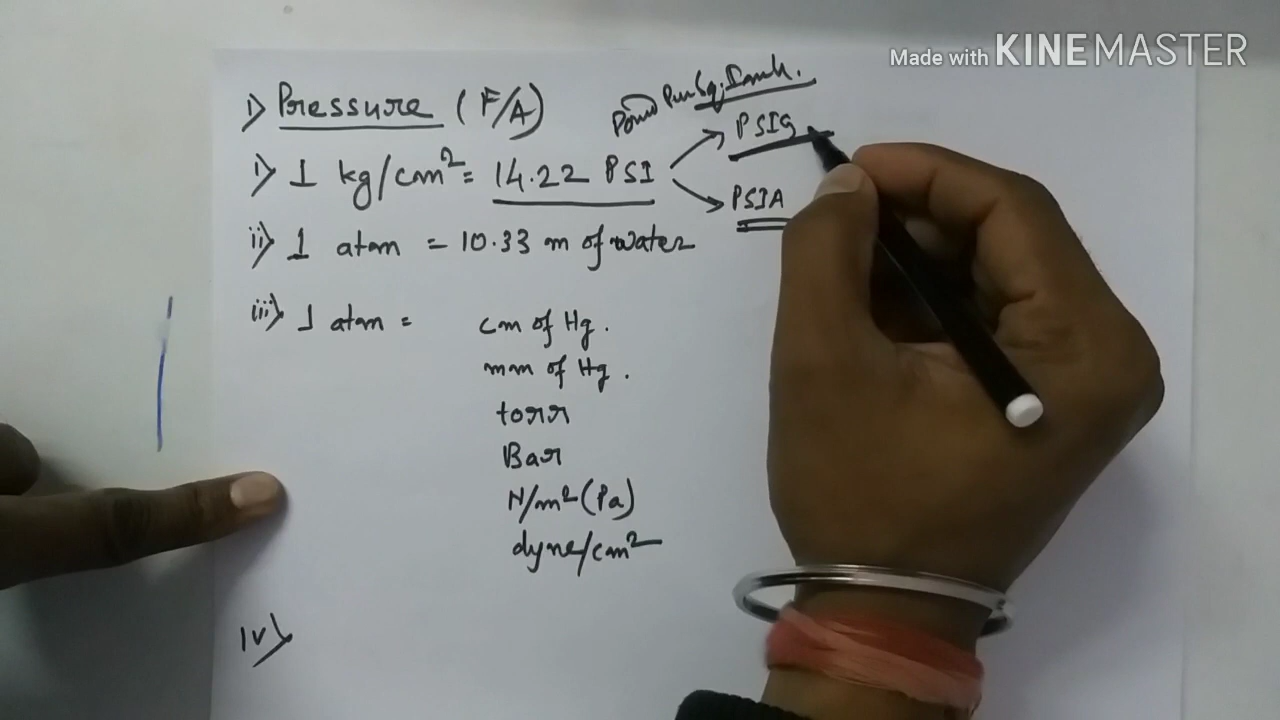 Made with KINEMASTER
1) Pressure (F/A)
Pound Per Sq. Inch.
i) 1 kg/cm² = 14.22 PSI
PSIG
PSIA
ii) 1 atm = 10.33 m of water
iii) 1 atm = cm of Hg.
mm of Hg.
torr
Bar
N/m² (Pa)
dyne/cm²
iv)